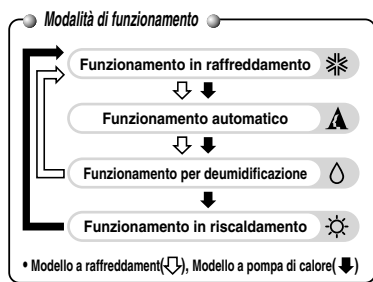 Modalità di funzionamento
Funzionamento in raffreddamento
Funzionamento automatico
Funzionamento per deumidificazione
Funzionamento in riscaldamento
• Modello a raffreddament(⇩), Modello a pompa di calore(⬇)